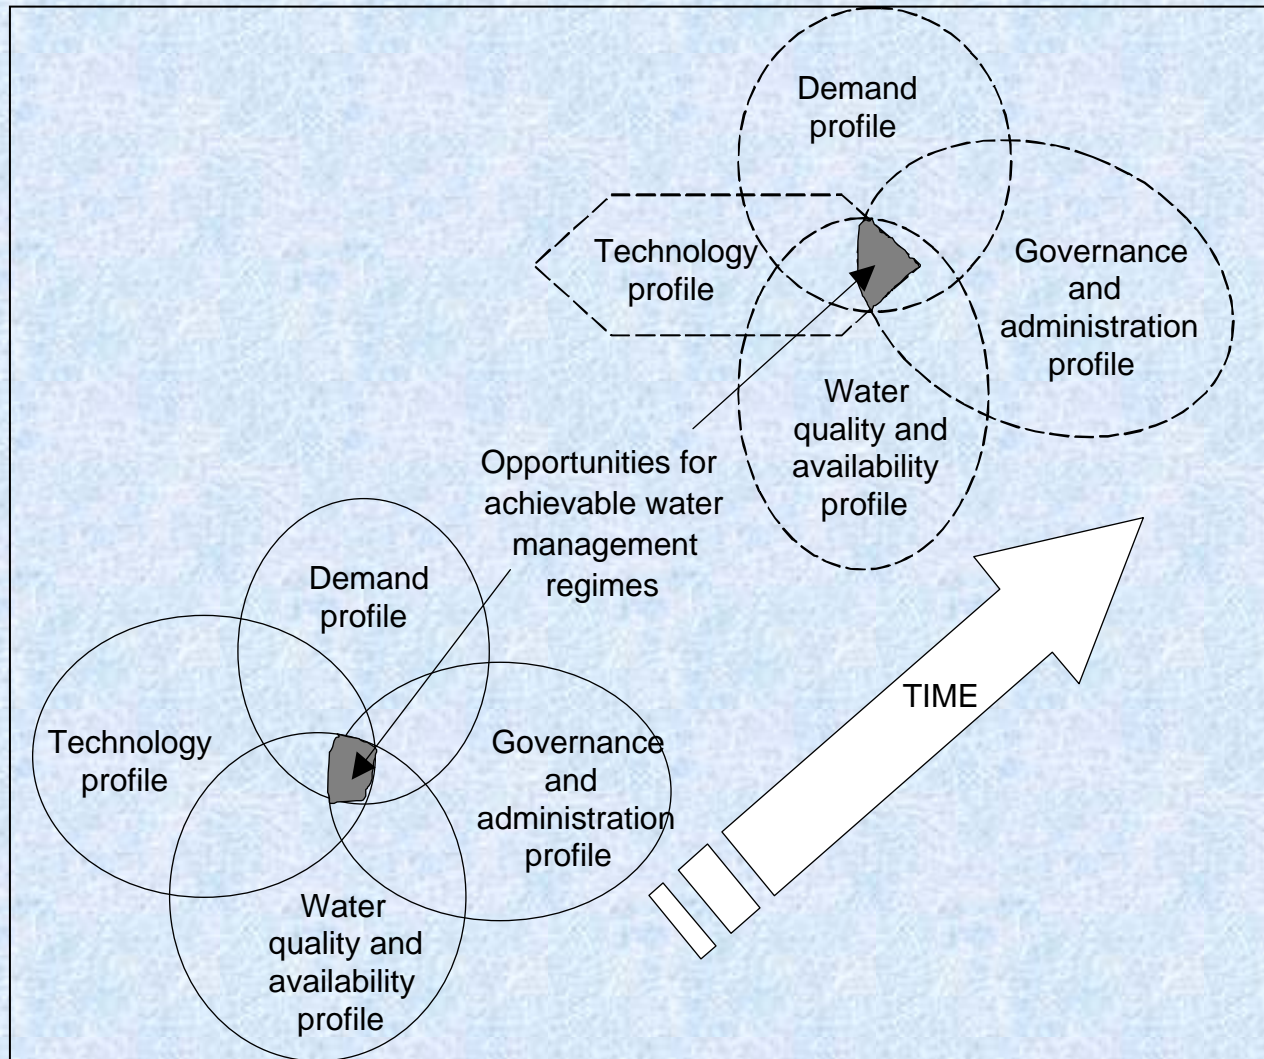 Demand
profile
Technology
profile
Governance
and
administration
profile
Water
quality and
availability
profile
Opportunities for
achievable water
management
regimes
Demand
profile
Technology
profile
Governance
and
administration
profile
Water
quality and
availability
profile
TIME